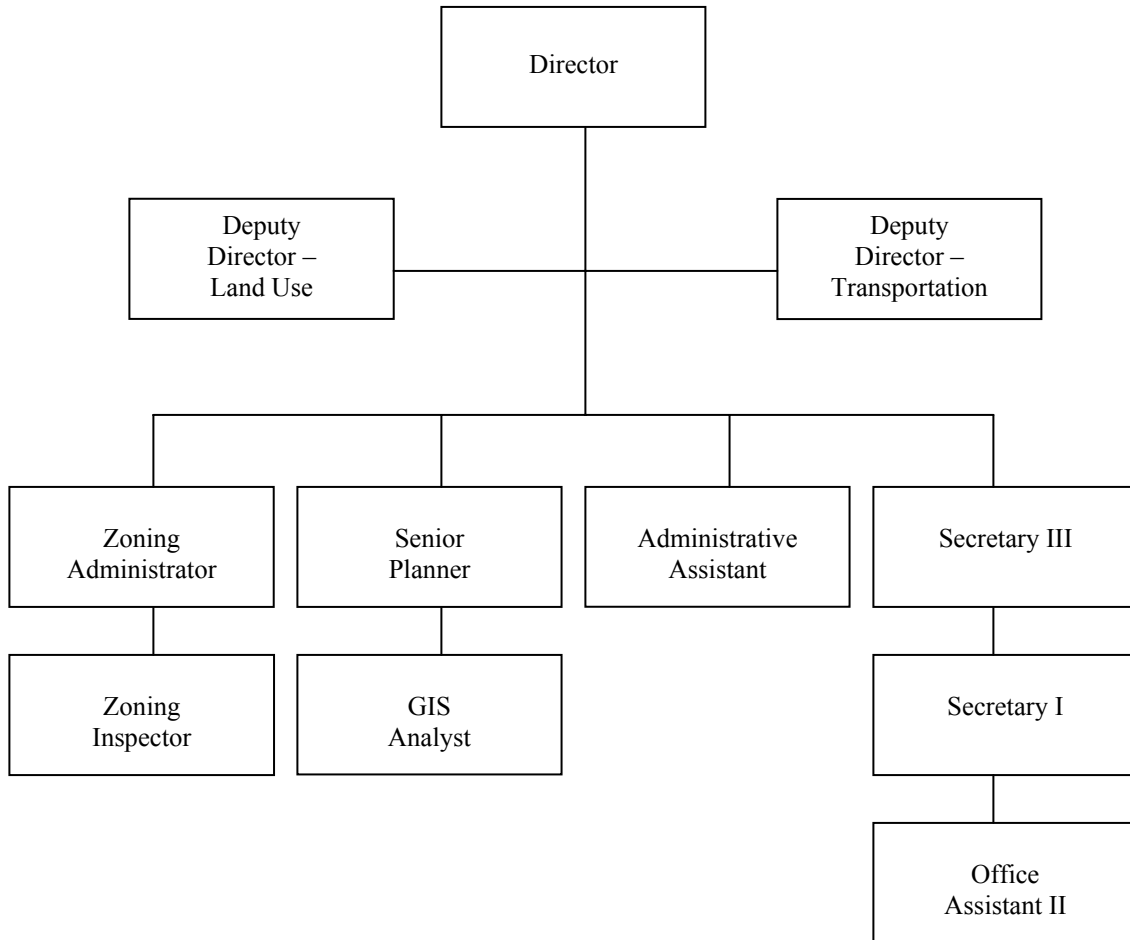 Director
Deputy
Director –
Land Use
Deputy
Director –
Transportation
Zoning
Administrator
Senior
Planner
Administrative
Assistant
Secretary III
Zoning
Inspector
GIS
Analyst
Secretary I
Office
Assistant II